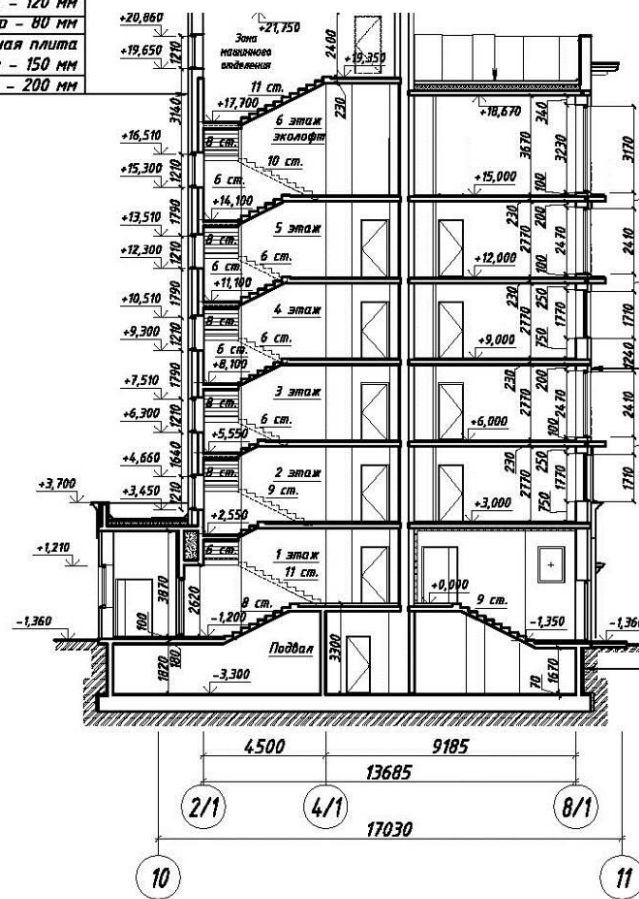 - 120 мм
а - 80 мм
ная плита
- 150 мм
- 200 мм
+20,860
+19,650
1210
3140
+16,510
+15,300
1210
1790
+13,510
+12,300
1210
1790
+10,510
+9,300
1210
1790
+7,510
+6,300
1210
1640
+4,660
+3,450
1210
+3,700
+1,210
-1,360
+21,750
Зона
машинного
отделения
2400
+19,350
230
11 ст.
+17,700
6 этаж
эколофт
8 ст.
10 ст.
6 ст.
+14,100
5 этаж
8 ст.
6 ст.
6 ст.
+11,100
4 этаж
8 ст.
6 ст.
6 ст.
+8,100
3 этаж
8 ст.
6 ст.
+5,550
2 этаж
8 ст.
9 ст.
+2,550
1 этаж
6 ст.
11 ст.
3870
2620
100
8 ст.
-1,200
Подвал
3300
1820
180
-3,300
+18,670
340
3670
3230
3170
+15,000
100
230
200
2770
2470
2410
+12,000
100
230
250
2770
1770
1710
+9,000
750
1240
230
200
2770
2470
2410
+6,000
100
230
250
2770
1770
1710
+3,000
750
+0,000
9 ст.
-1,350
-1,360
70
1670
4500
9185
13685
2/1
4/1
8/1
17030
10
11